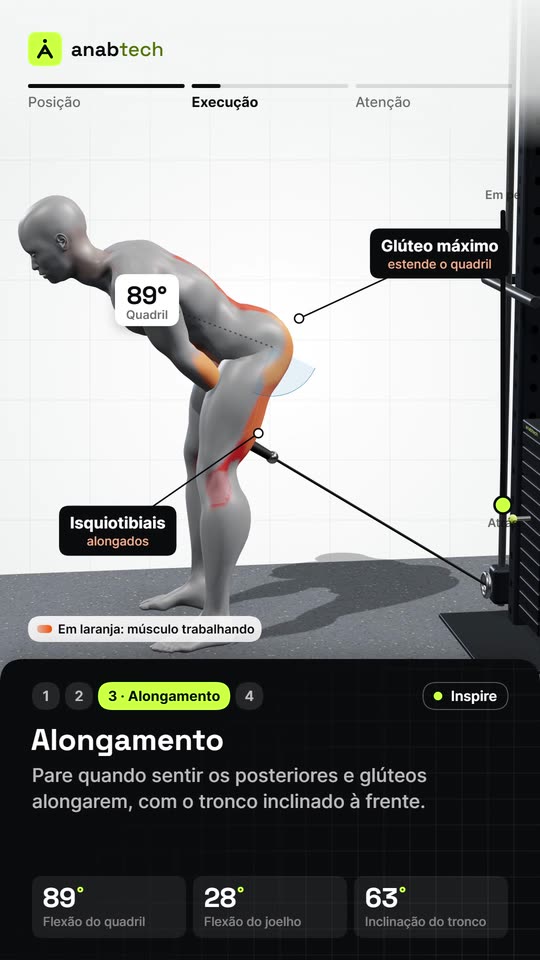 anabtech
Posição
Execução
Atenção
Em pé
Glúteo máximo
estende o quadril
89°
Quadril
Isquiotibiais
alongados
Em laranja: músculo trabalhando
1
2
3 · Alongamento
4
Inspire
Alongamento
Pare quando sentir os posteriores e glúteos
alongarem, com o tronco inclinado à frente.
89°
Flexão do quadril
28°
Flexão do joelho
63°
Inclinação do tronco